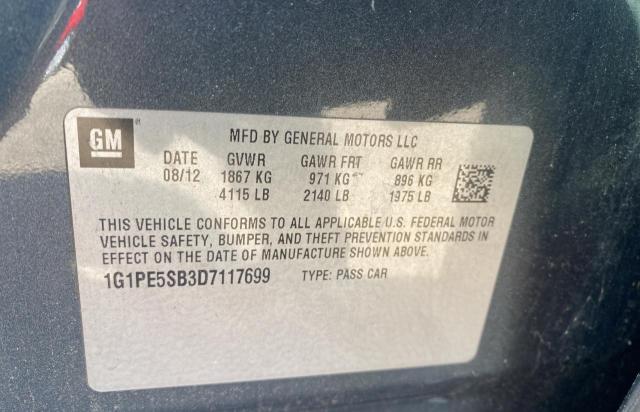 GM
MFD BY GENERAL MOTORS LLC
DATE GVWR GAWR FRT GAWR RR
08/12 1867 KG 971 KG 896 KG
4115 LB 2140 LB 1975 LB
THIS VEHICLE CONFORMS TO ALL APPLICABLE U.S. FEDERAL MOTOR
VEHICLE SAFETY, BUMPER, AND THEFT PREVENTION STANDARDS IN
EFFECT ON THE DATE OF MANUFACTURE SHOWN ABOVE.
1G1PE5SB3D7117699 TYPE: PASS CAR